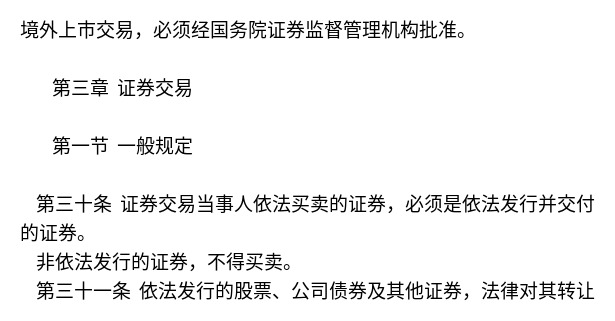 境外上市交易，必须经国务院证券监督管理机构批准。
第三章 证券交易
第一节 一般规定
第三十条 证券交易当事人依法买卖的证券，必须是依法发行并交付
的证券。
非依法发行的证券，不得买卖。
第三十一条 依法发行的股票、公司债券及其他证券，法律对其转让